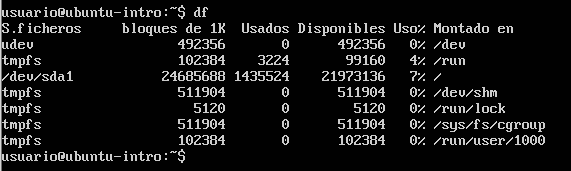 usuario@ubuntu-intro:~$ df
S.ficheros bloques de 1K Usados Disponibles Uso% Montado en
udev 492356 0 492356 0% /dev
tmpfs 102384 3224 99160 4% /run
/dev/sda1 24685688 1435524 21973136 7% /
tmpfs 511904 0 511904 0% /dev/shm
tmpfs 5120 0 5120 0% /run/lock
tmpfs 511904 0 511904 0% /sys/fs/cgroup
tmpfs 102384 0 102384 0% /run/user/1000
usuario@ubuntu-intro:~$